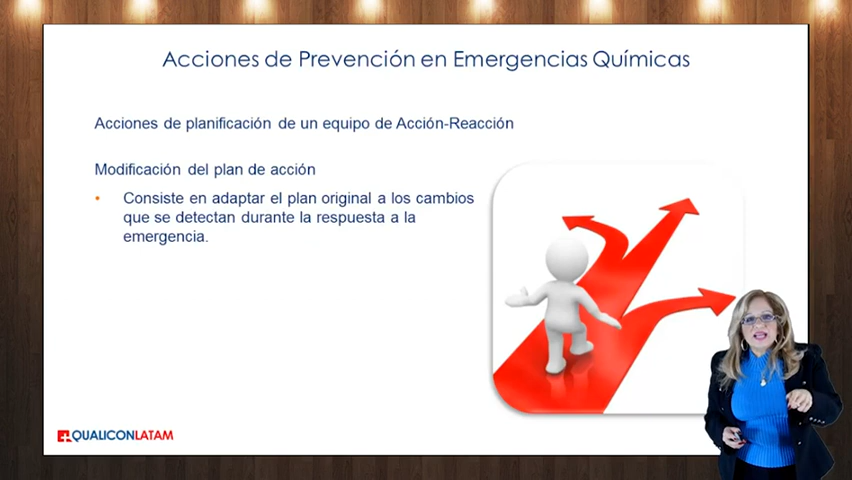 Acciones de Prevención en Emergencias Químicas
Acciones de planificación de un equipo de Acción-Reacción
Modificación del plan de acción
• Consiste en adaptar el plan original a los cambios
que se detectan durante la respuesta a la
emergencia.
QUALICONLATAM